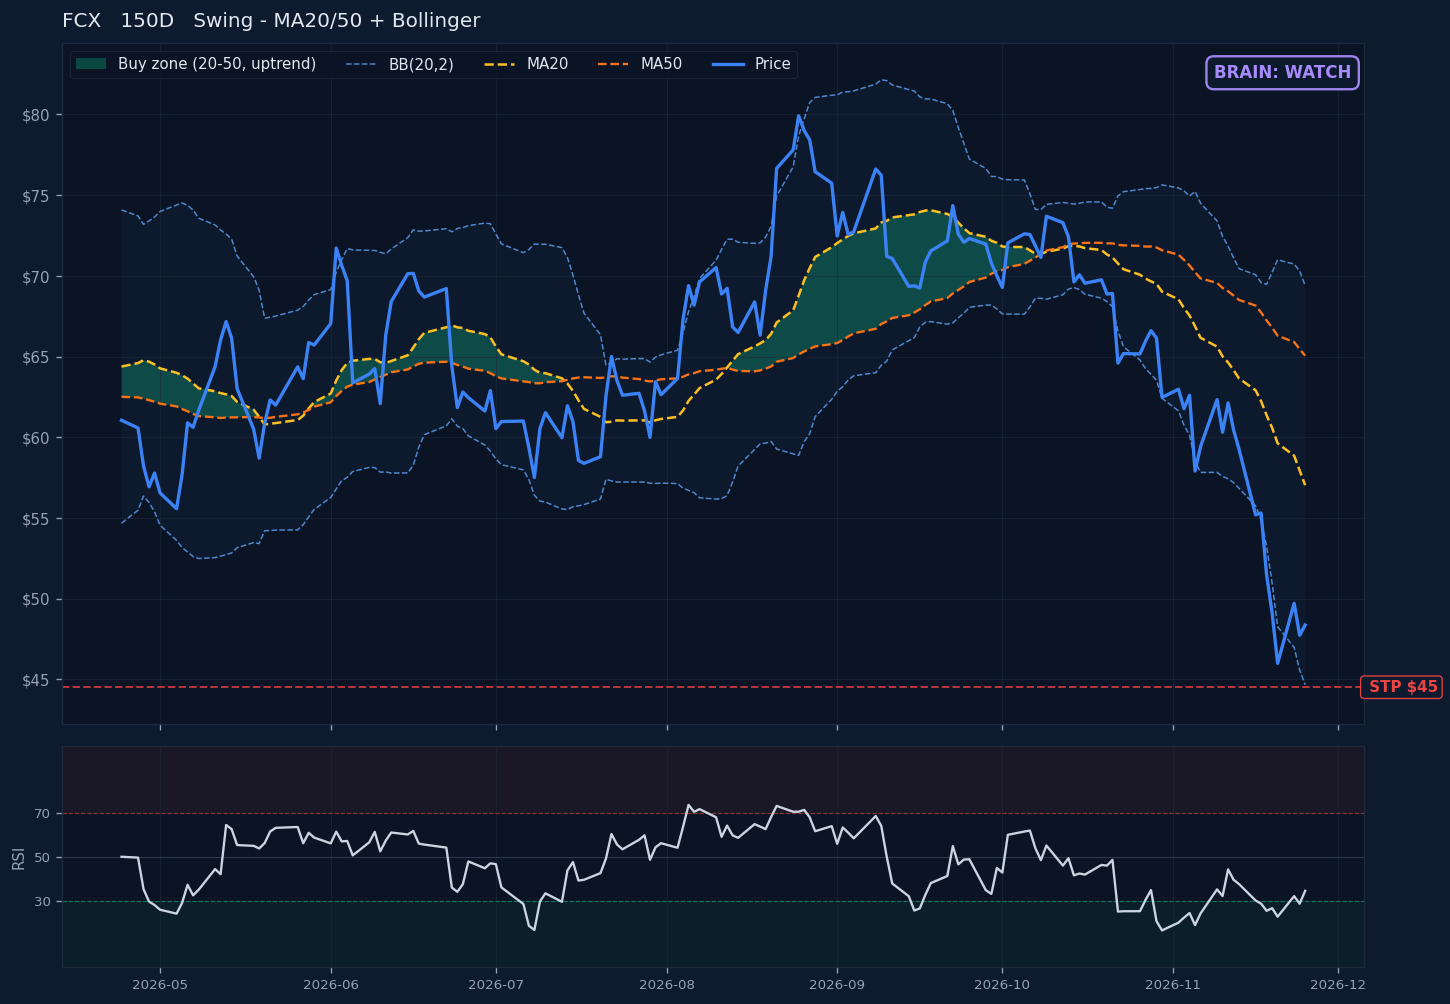 FCX 150D Swing - MA20/50 + Bollinger
Buy zone (20-50, uptrend) BB(20,2) MA20 MA50 Price
BRAIN: WATCH
$80
$75
$70
$65
$60
$55
$50
$45
STP $45
70
50
30
RSI
2026-05 2026-06 2026-07 2026-08 2026-09 2026-10 2026-11 2026-12